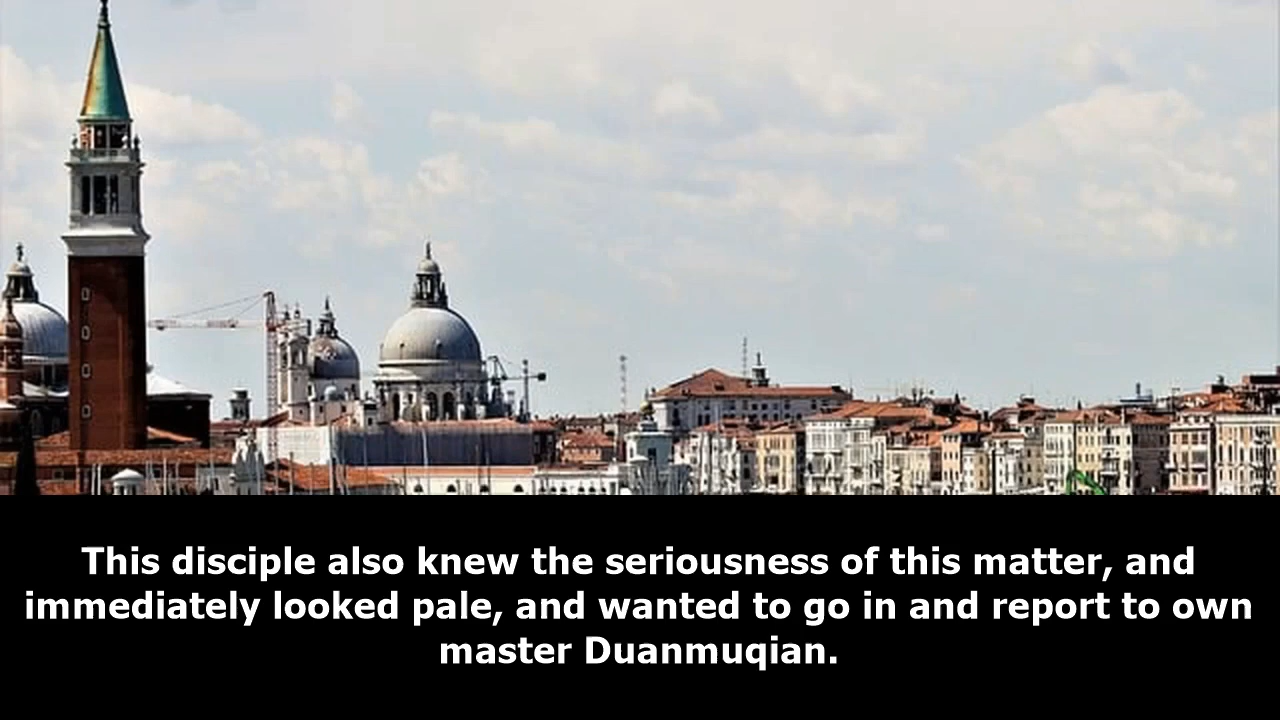 This disciple also knew the seriousness of this matter, and
immediately looked pale, and wanted to go in and report to own
master Duanmuqian.